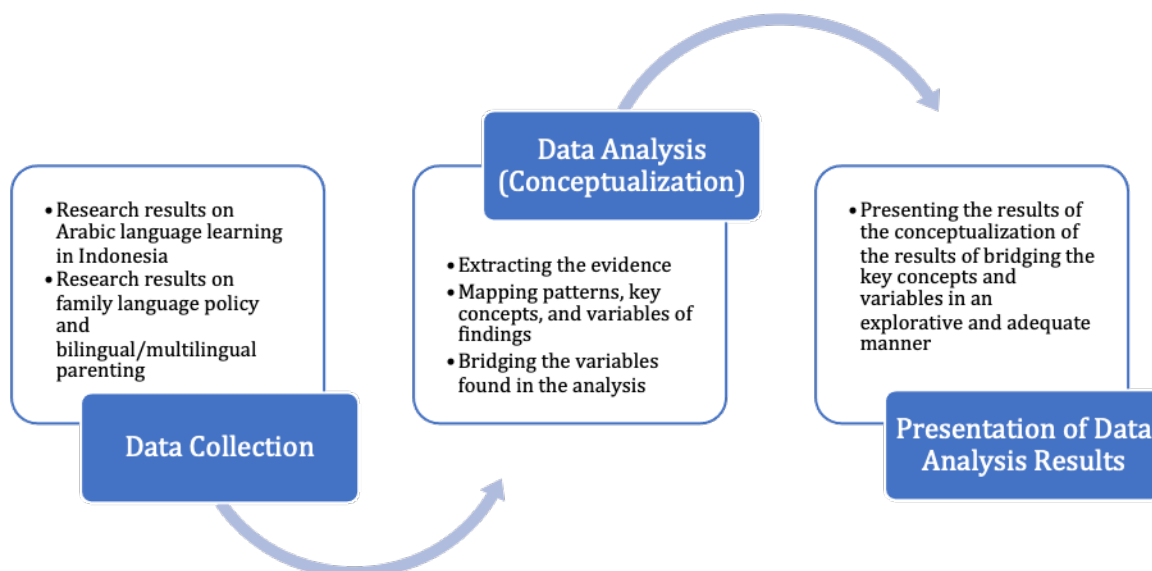 • Research results on
Arabic language learning
in Indonesia
• Research results on
family language policy
and
bilingual/multilingual
parenting
Data Collection
Data Analysis
(Conceptualization)
• Extracting the evidence
• Mapping patterns, key
concepts, and variables of
findings
• Bridging the variables
found in the analysis
• Presenting the results of
the conceptualization of
the results of bridging the
key concepts and
variables in an
explorative and adequate
manner
Presentation of Data
Analysis Results